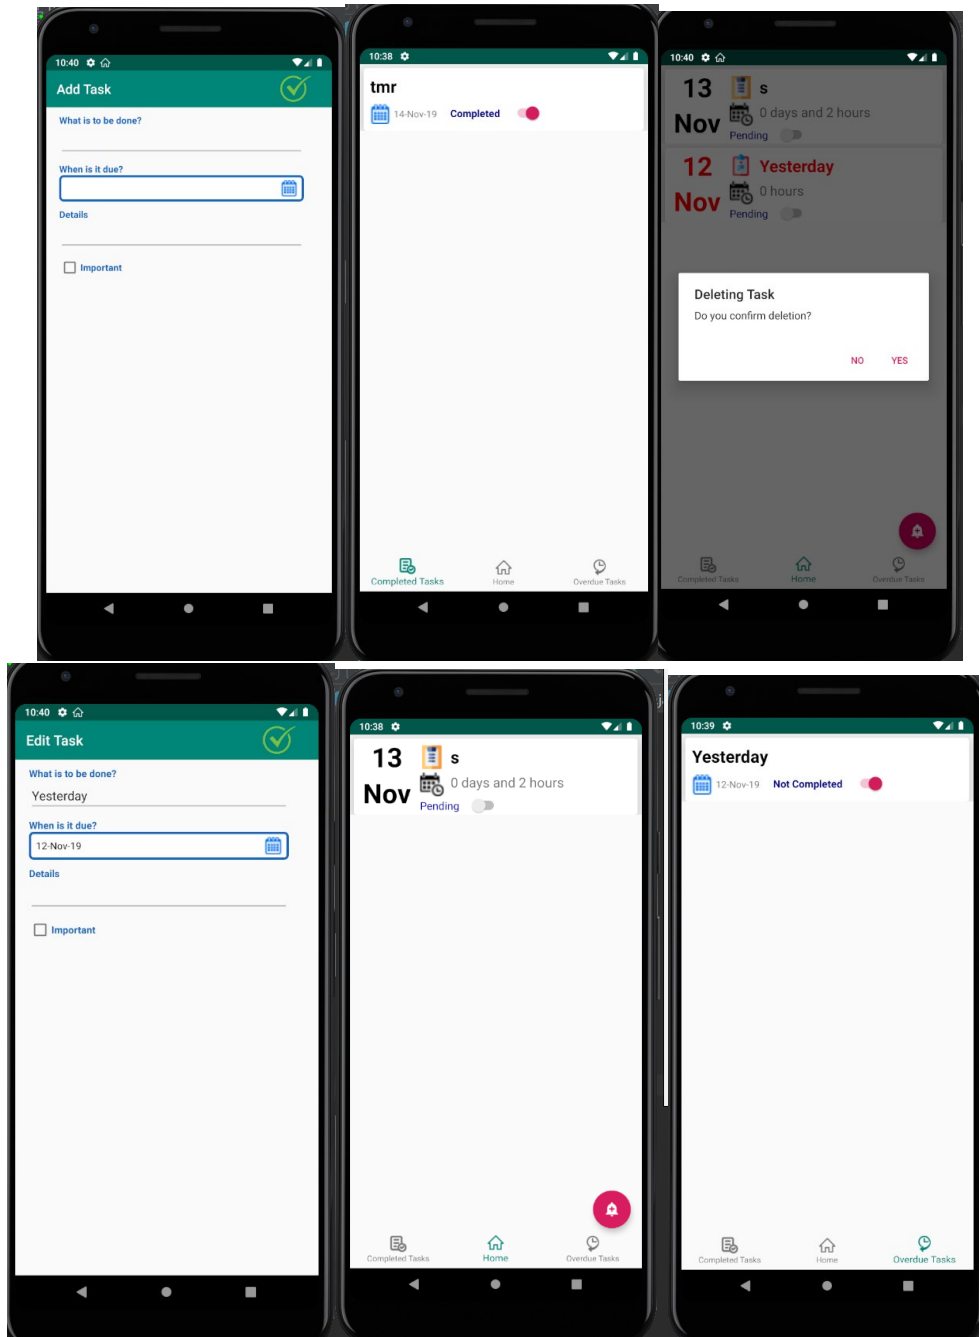 10:40
Add Task
What is to be done?
When is it due?
Details
Important
10:38
tmr
14-Nov-19 Completed
Completed Tasks Home Overdue Tasks
10:40
13 Nov
s
0 days and 2 hours
Pending
12 Nov
Yesterday
0 hours
Pending
Deleting Task
Do you confirm deletion?
NO YES
Completed Tasks Home Overdue Tasks
10:40
Edit Task
What is to be done?
Yesterday
When is it due?
12-Nov-19
Details
Important
10:38
13 Nov
s
0 days and 2 hours
Pending
Completed Tasks Home Overdue Tasks
10:39
Yesterday
12-Nov-19 Not Completed
Completed Tasks Home Overdue Tasks